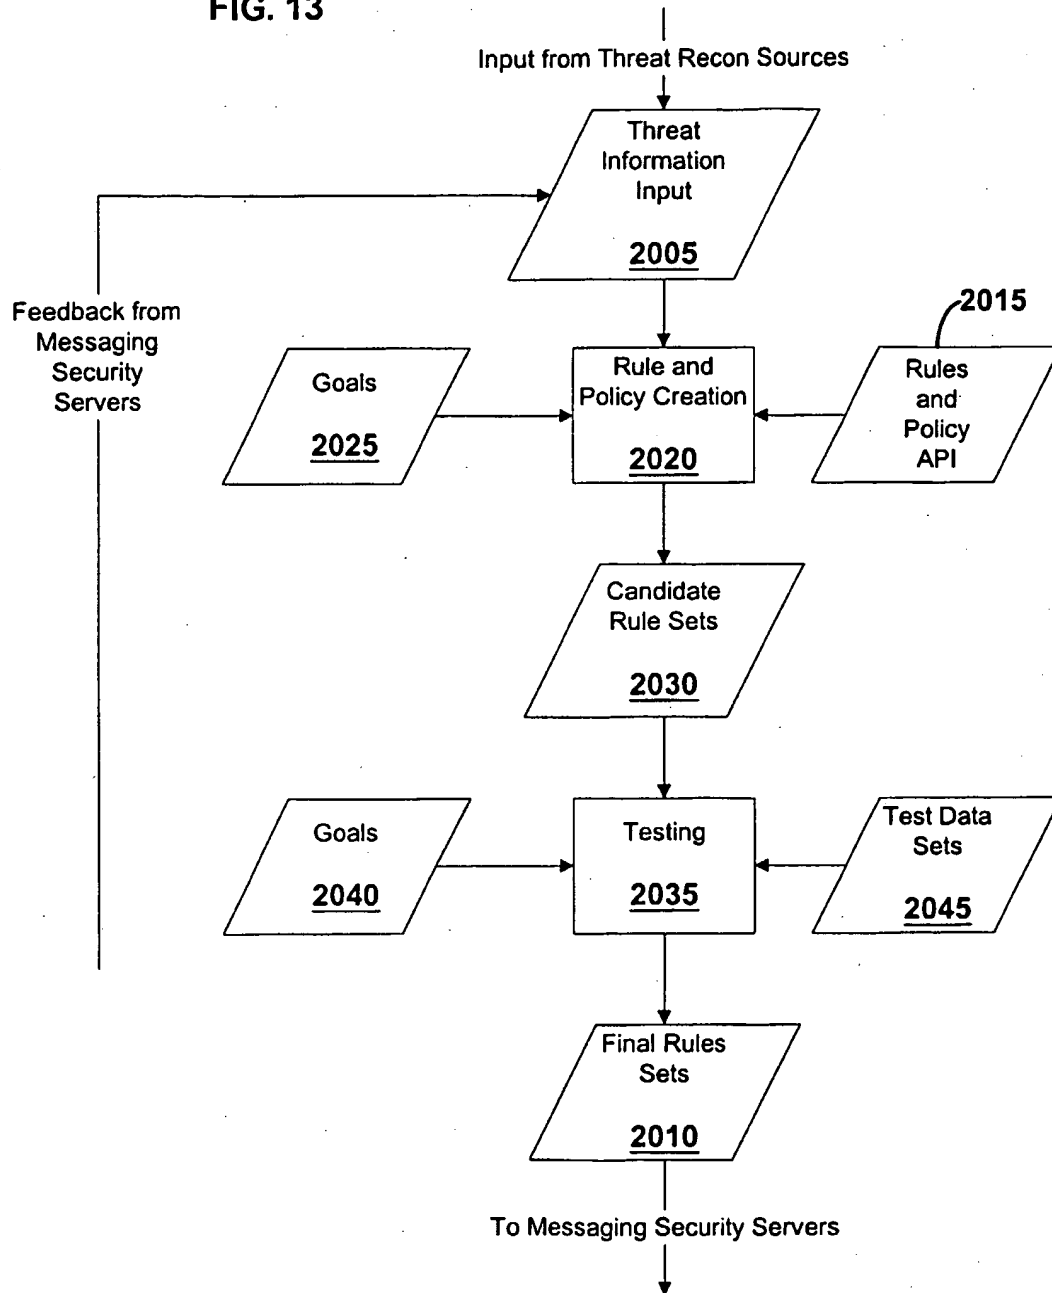 FIG. 13
Input from Threat Recon Sources
Threat
Information
Input
2005
Feedback from
Messaging
Security
Servers
2015
Goals
2025
Rule and
Policy Creation
2020
Rules
and
Policy
API
Candidate
Rule Sets
2030
Goals
2040
Testing
2035
Test Data
Sets
2045
Final Rules
Sets
2010
To Messaging Security Servers